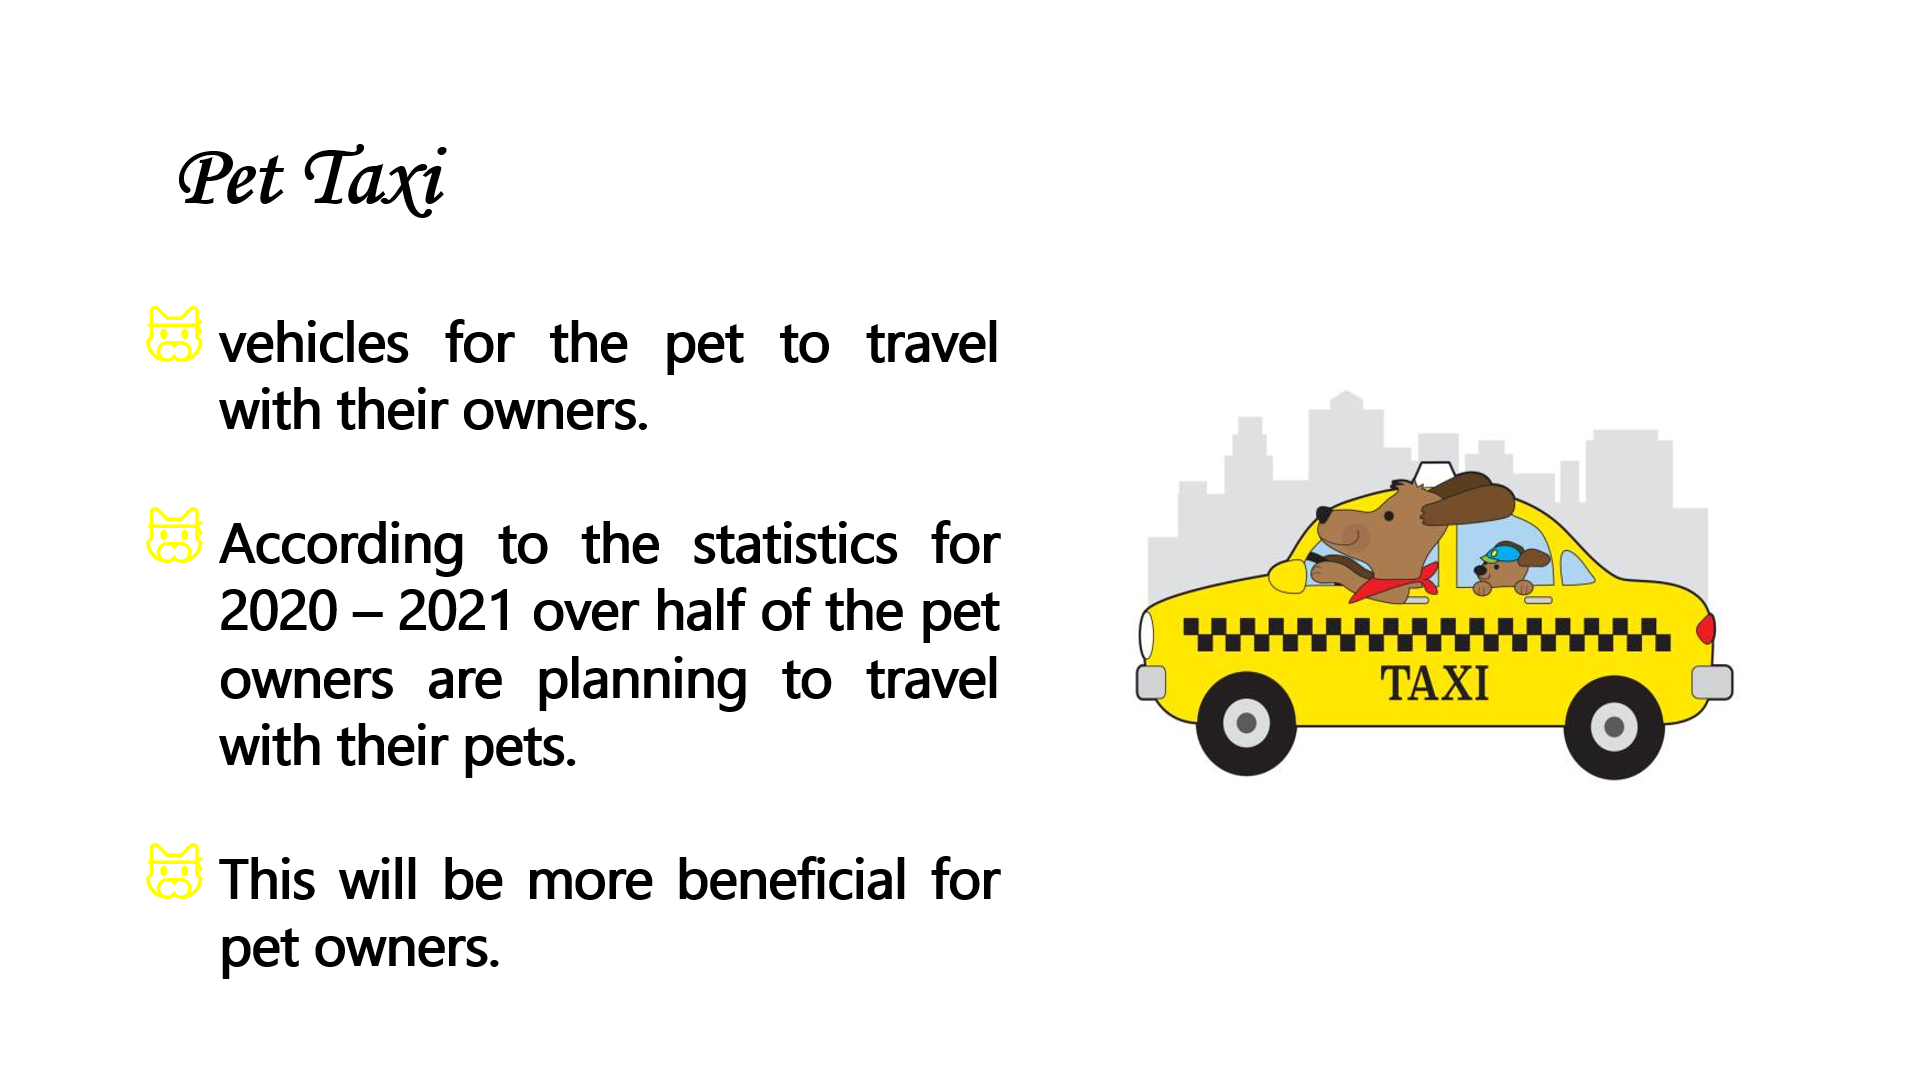 Pet Taxi
vehicles for the pet to travel
with their owners.
According to the statistics for
2020 – 2021 over half of the pet
owners are planning to travel
with their pets.
This will be more beneficial for
pet owners.
TAXI